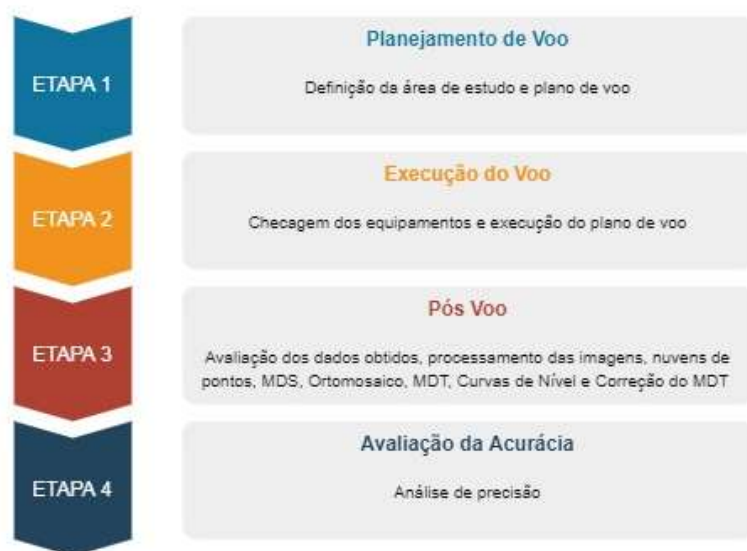 ETAPA 1
Planejamento de Voo
Definição da área de estudo e plano de voo
ETAPA 2
Execução do Voo
Checagem dos equipamentos e execução do plano de voo
ETAPA 3
Pós Voo
Avaliação dos dados obtidos, processamento das imagens, nuvens de
pontos, MDS, Ortomosaico, MDT, Curvas de Nível e Correção do MDT
ETAPA 4
Avaliação da Acurácia
Análise de precisão